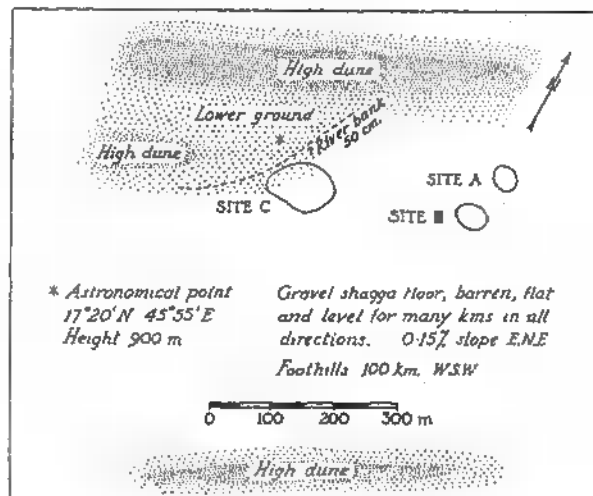 High dune
N
Lower ground
? River bank
50 cm.
High dune
SITE A
SITE C
SITE
* Astronomical point
17°20'N 45°55'E
Height 900 m
Gravel shagga floor, barren, flat
and level for many kms in all
directions. 0·15% slope E.N.E
Foothills 100 km. W.S.W
0 100 200 300 m
High dune